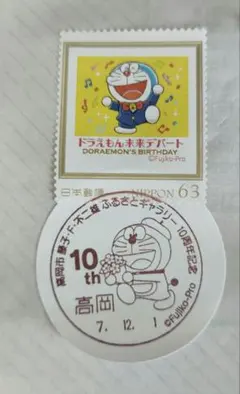 ドラえもん未来デパート
DORAEMON'S BIRTHDAY
©Fujiko-Pro
日本郵便 NIPPON 63
高岡市 藤子・F・不二雄 ふるさとギャラリー 10周年記念
10
th
高岡
7. 12. 1
©Fujiko-Pro